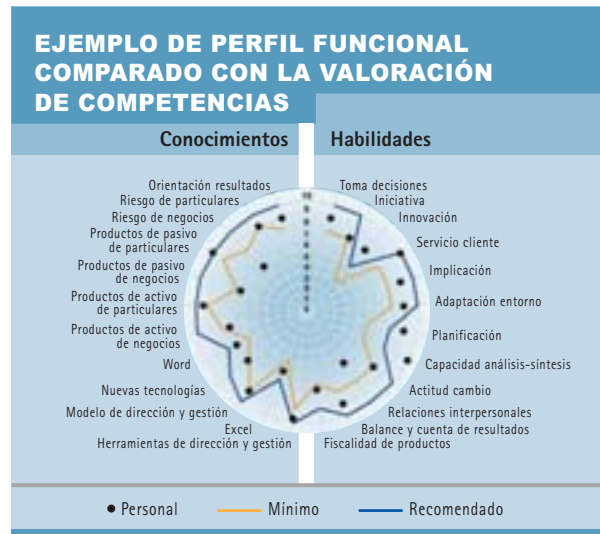 EJEMPLO DE PERFIL FUNCIONAL
COMPARADO CON LA VALORACIÓN
DE COMPETENCIAS
Conocimientos
Habilidades
Orientación resultados
Riesgo de particulares
Riesgo de negocios
Productos de pasivo
de particulares
Productos de pasivo
de negocios
Productos de activo
de particulares
Productos de activo
de negocios
Word
Nuevas tecnologías
Modelo de dirección y gestión
Excel
Herramientas de dirección y gestión
Toma decisiones
Iniciativa
Innovación
Servicio cliente
Implicación
Adaptación entorno
Planificación
Capacidad análisis-síntesis
Actitud cambio
Relaciones interpersonales
Balance y cuenta de resultados
Fiscalidad de productos
Personal
Mínimo
Recomendado